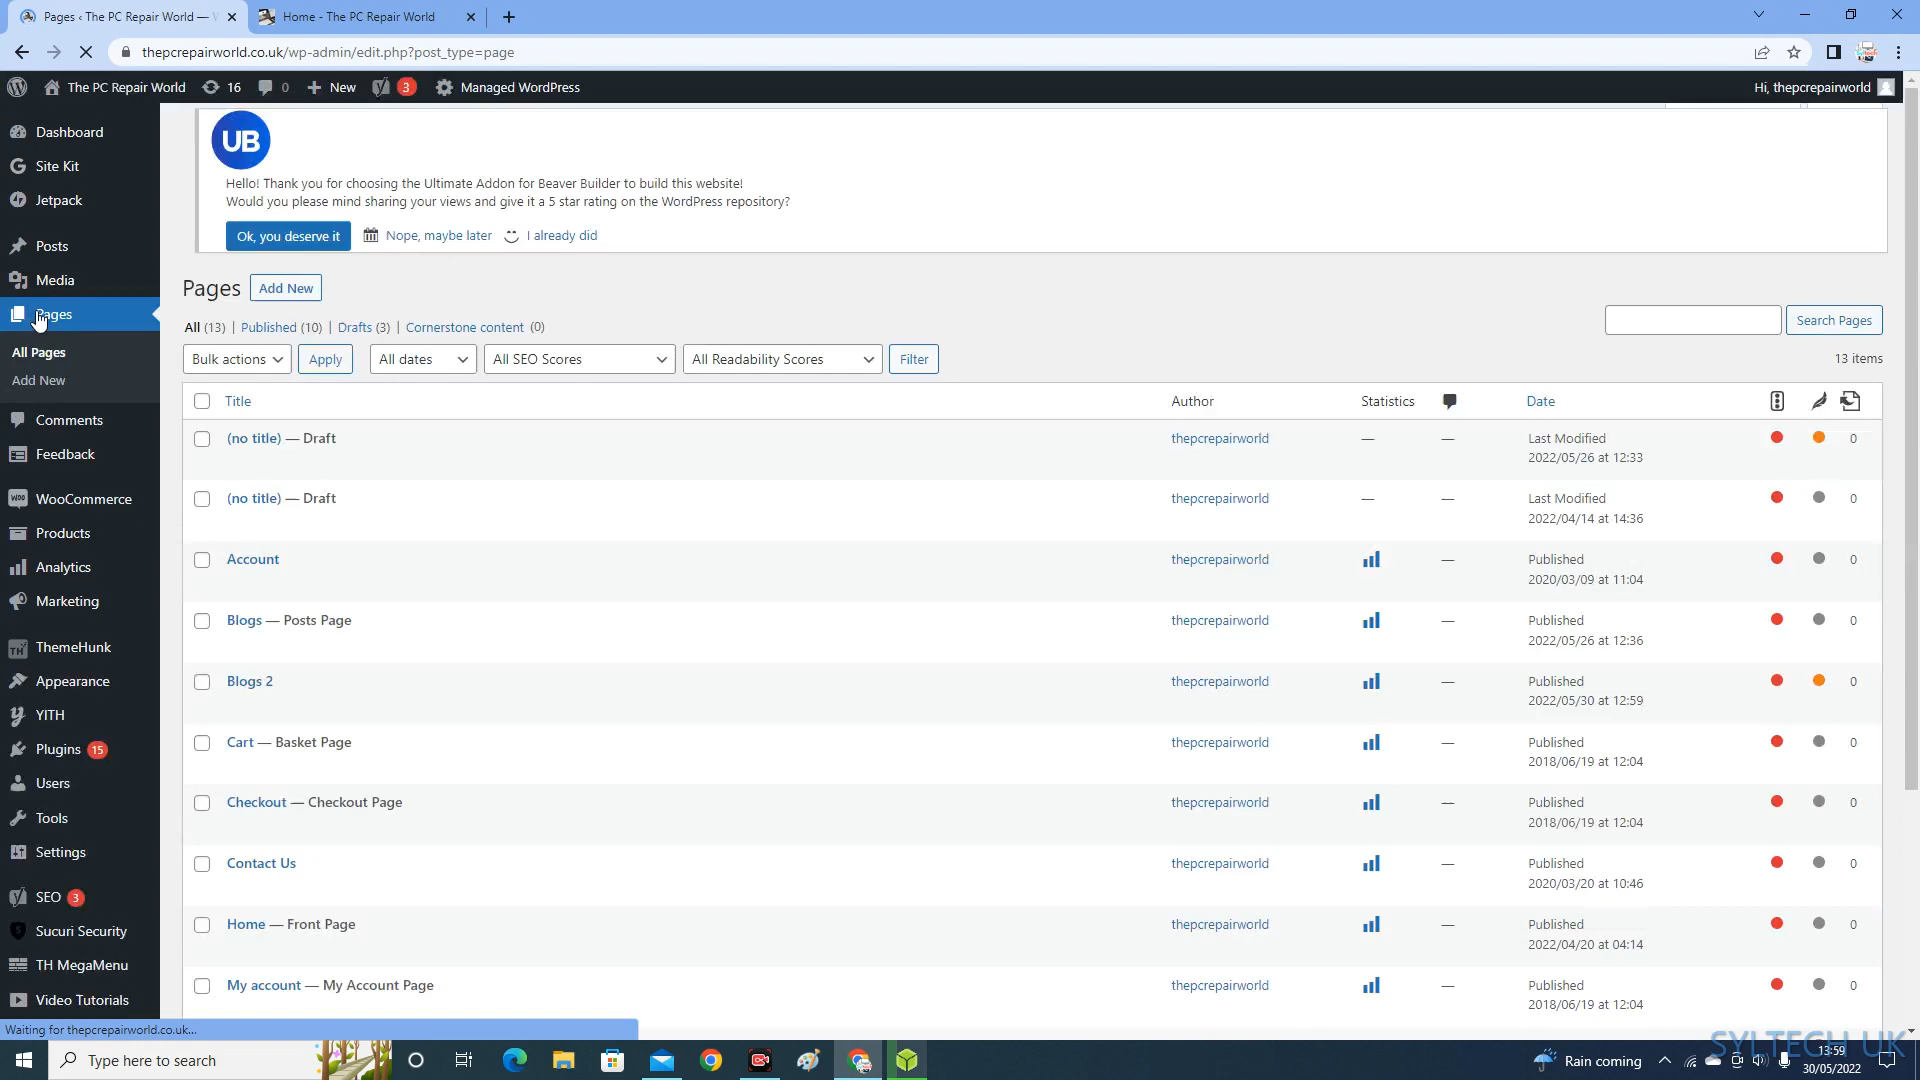 Pages ‹ The PC Repair World — W
Home - The PC Repair World
thepcrepairworld.co.uk/wp-admin/edit.php?post_type=page
The PC Repair World
16
0
New
3
Managed WordPress
Hi, thepcrepairworld
Dashboard
Site Kit
Jetpack
Posts
Media
Pages
All Pages
Add New
Comments
Feedback
WooCommerce
Products
Analytics
Marketing
ThemeHunk
Appearance
YITH
Plugins 15
Users
Tools
Settings
SEO 3
Sucuri Security
TH MegaMenu
Video Tutorials
UB
Hello! Thank you for choosing the Ultimate Addon for Beaver Builder to build this website!
Would you please mind sharing your views and give it a 5 star rating on the WordPress repository?
Ok, you deserve it
Nope, maybe later
I already did
Pages
Add New
All (13) | Published (10) | Drafts (3) | Cornerstone content (0)
Search Pages
Bulk actions
Apply
All dates
All SEO Scores
All Readability Scores
Filter
13 items
Title
Author
Statistics
Date
(no title) — Draft thepcrepairworld — — Last Modified 0
2022/05/26 at 12:33
(no title) — Draft thepcrepairworld — — Last Modified 0
2022/04/14 at 14:36
Account thepcrepairworld — Published 0
2020/03/09 at 11:04
Blogs — Posts Page thepcrepairworld — Published 0
2022/05/26 at 12:36
Blogs 2 thepcrepairworld — Published 0
2022/05/30 at 12:59
Cart — Basket Page thepcrepairworld — Published 0
2018/06/19 at 12:04
Checkout — Checkout Page thepcrepairworld — Published 0
2018/06/19 at 12:04
Contact Us thepcrepairworld — Published 0
2020/03/20 at 10:46
Home — Front Page thepcrepairworld — Published 0
2022/04/20 at 04:14
My account — My Account Page thepcrepairworld — Published 0
2018/06/19 at 12:04
Waiting for thepcrepairworld.co.uk...
SYLTECH UK
Type here to search
Rain coming
13:59
30/05/2022